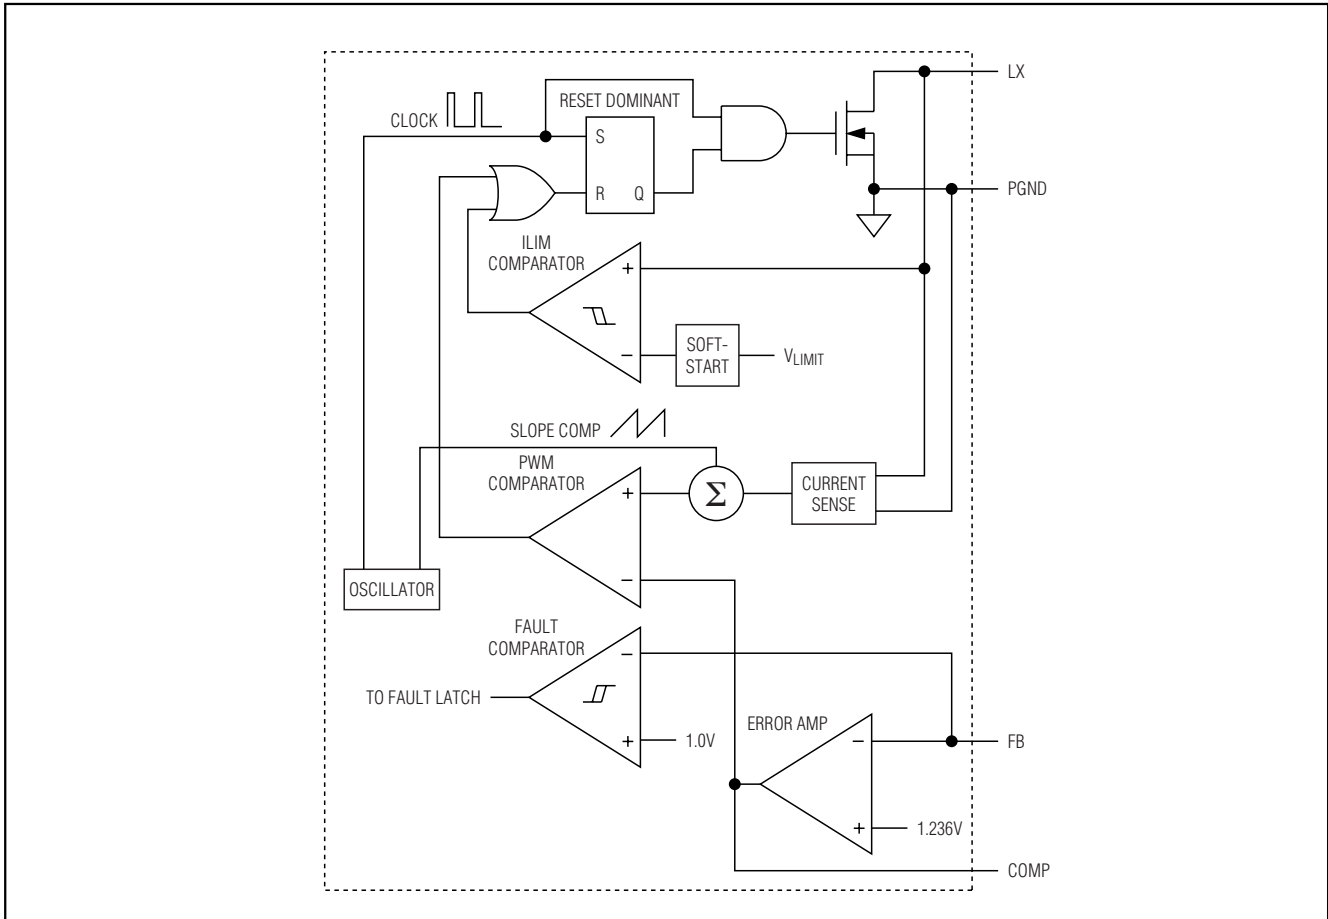 LX
RESET DOMINANT
CLOCK
S
R
Q
PGND
ILIM
COMPARATOR
+
−
SOFT-
START
VLIMIT
SLOPE COMP
PWM
COMPARATOR
+
Σ
CURRENT
SENSE
−
OSCILLATOR
FAULT
COMPARATOR
−
TO FAULT LATCH
ERROR AMP
+
1.0V
−
FB
+
1.236V
COMP